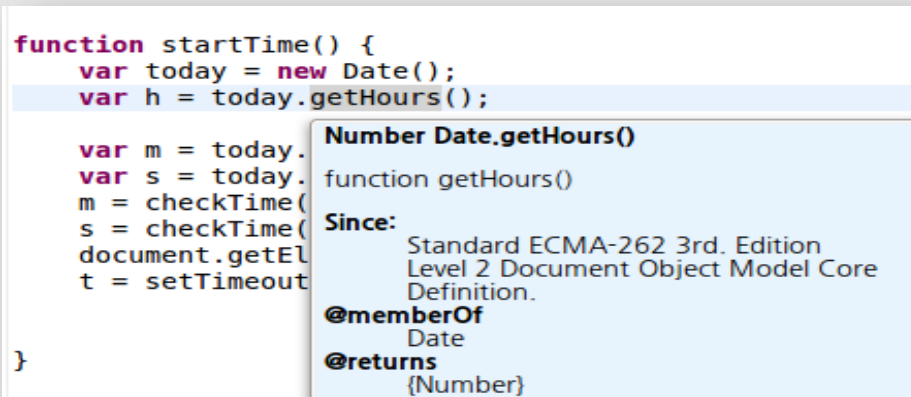 function startTime() {
var today = new Date();
var h = today.getHours();
var m = today.
var s = today.
m = checkTime(
s = checkTime(
document.getEl
t = setTimeout
}
Number Date.getHours()
function getHours()
Since:
Standard ECMA-262 3rd. Edition
Level 2 Document Object Model Core
Definition.
@memberOf
Date
@returns
{Number}